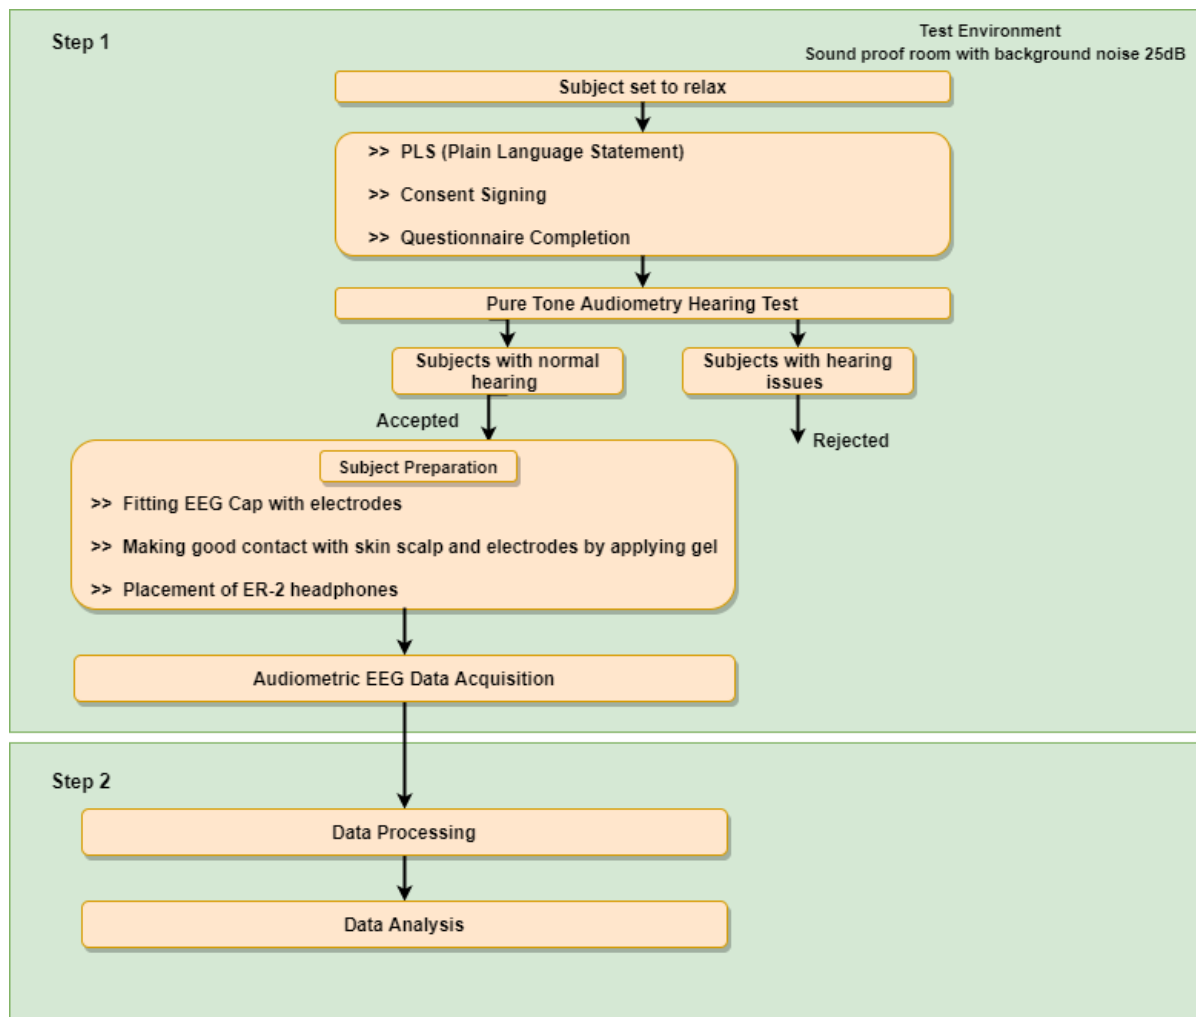 Step 1
Test Environment
Sound proof room with background noise 25dB
Subject set to relax
>> PLS (Plain Language Statement)
>> Consent Signing
>> Questionnaire Completion
Pure Tone Audiometry Hearing Test
Subjects with normal
hearing
Subjects with hearing
issues
Accepted
Rejected
Subject Preparation
>> Fitting EEG Cap with electrodes
>> Making good contact with skin scalp and electrodes by applying gel
>> Placement of ER-2 headphones
Audiometric EEG Data Acquisition
Step 2
Data Processing
Data Analysis